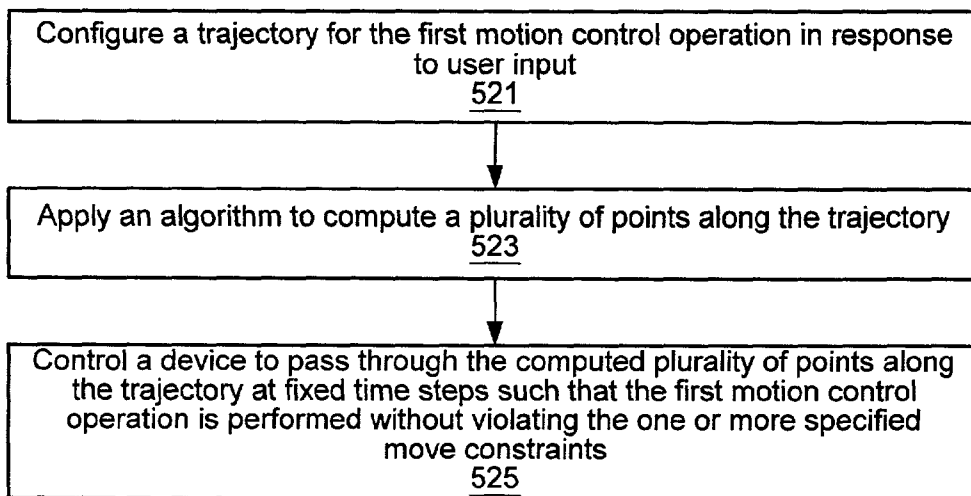 Configure a trajectory for the first motion control operation in response
to user input
521
Apply an algorithm to compute a plurality of points along the trajectory
523
Control a device to pass through the computed plurality of points along
the trajectory at fixed time steps such that the first motion control
operation is performed without violating the one or more specified
move constraints
525